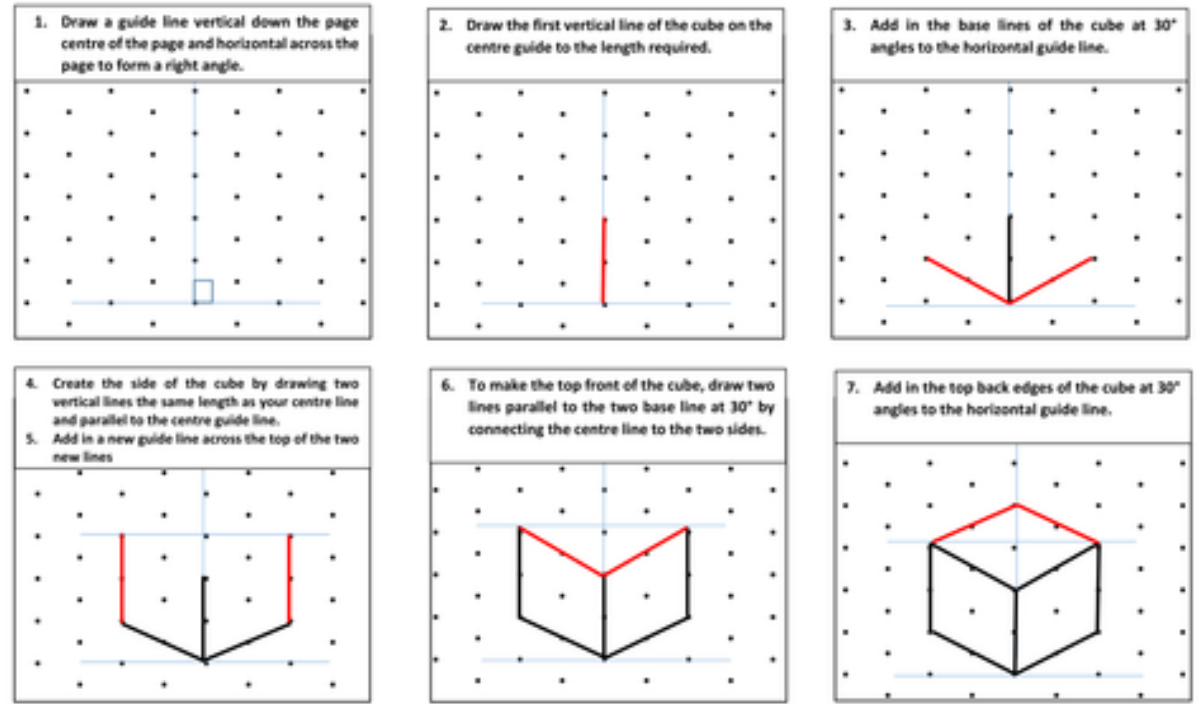 1. Draw a guide line vertical down the page
centre of the page and horizontal across the
page to form a right angle.
2. Draw the first vertical line of the cube on the
centre guide to the length required.
3. Add in the base lines of the cube at 30°
angles to the horizontal guide line.
4. Create the side of the cube by drawing two
vertical lines the same length as your centre line
and parallel to the centre guide line.
5. Add in a new guide line across the top of the two
new lines
6. To make the top front of the cube, draw two
lines parallel to the two base line at 30° by
connecting the centre line to the two sides.
7. Add in the top back edges of the cube at 30°
angles to the horizontal guide line.